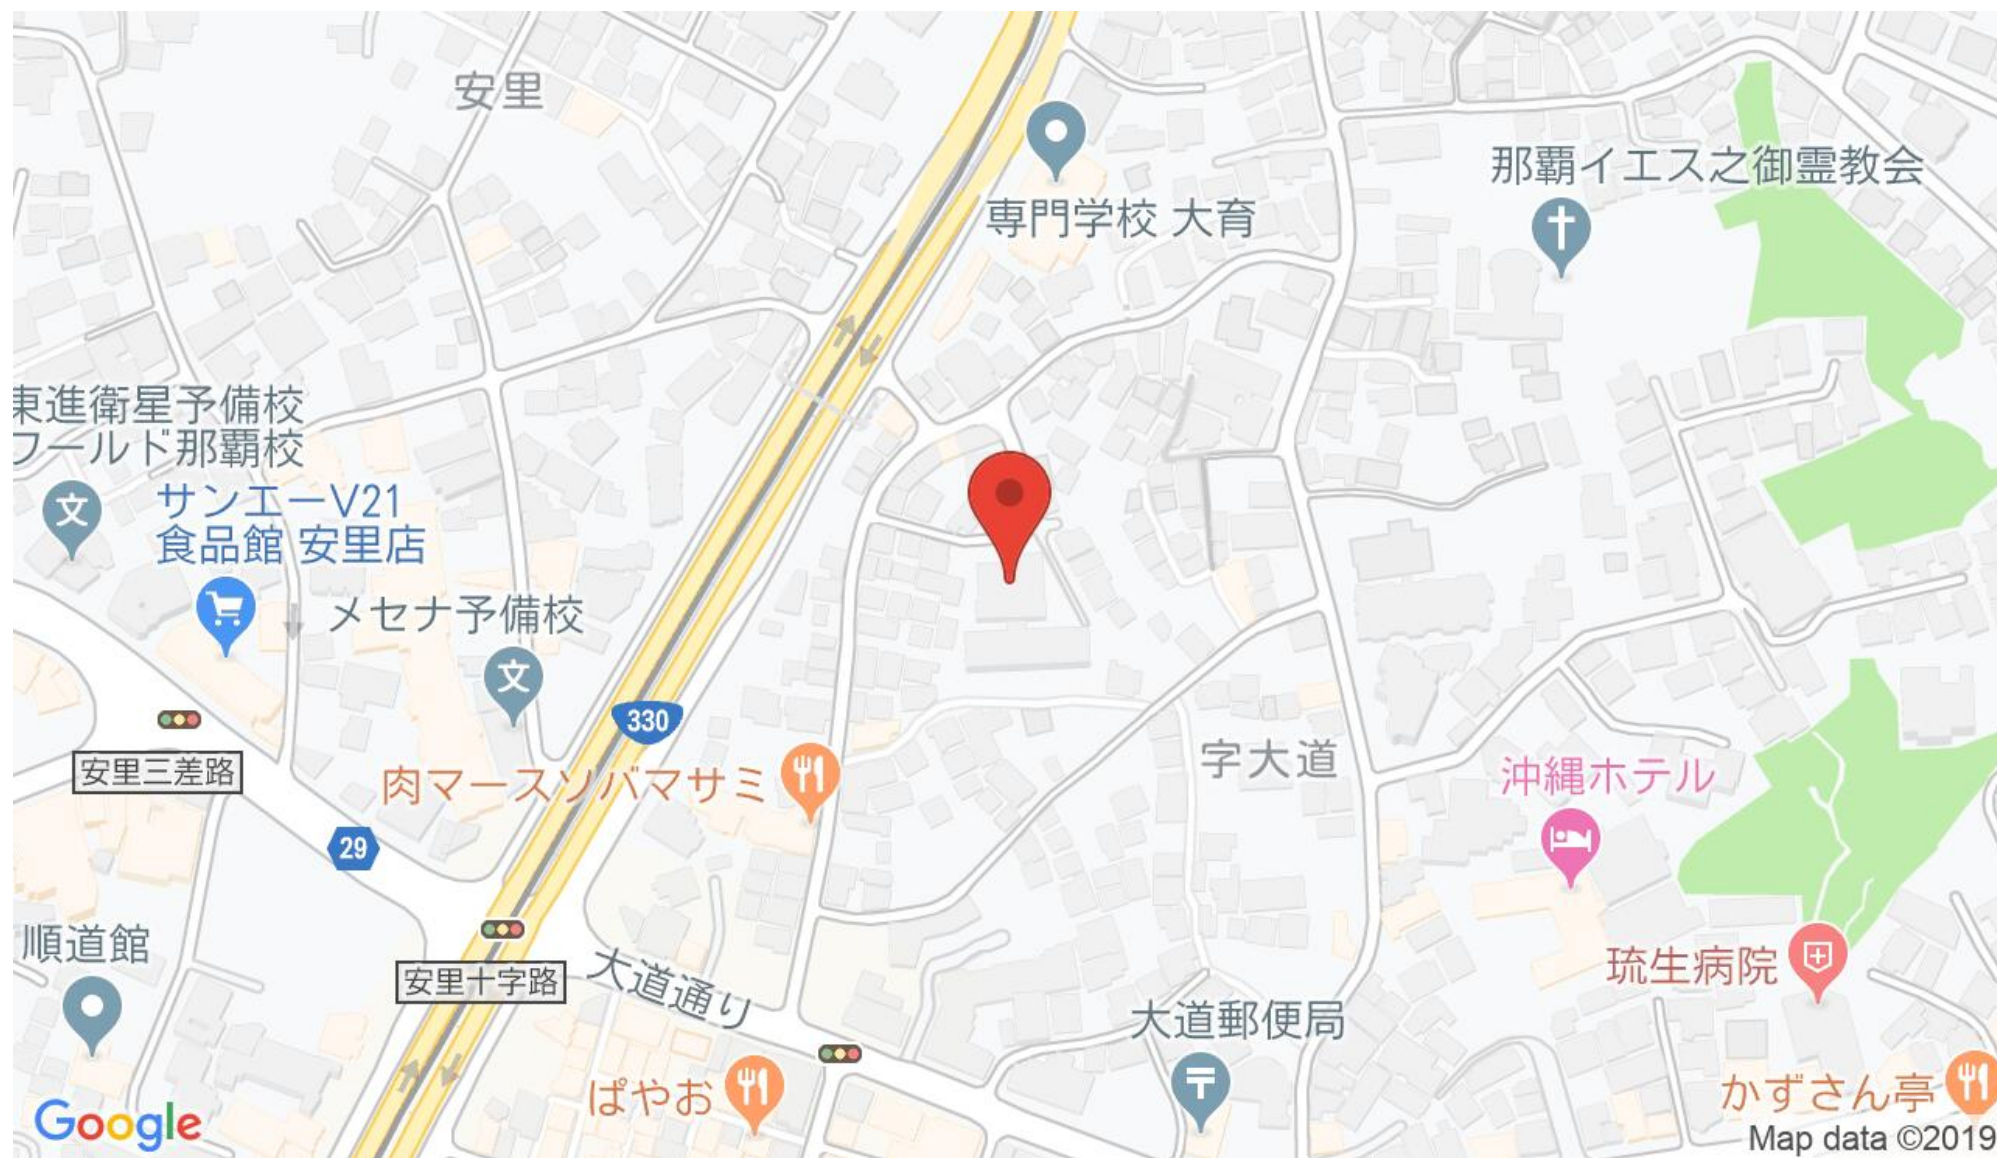 安里
専門学校 大育
那覇イエス之御霊教会
東進衛星予備校
ワールド那覇校
サンエーV21
食品館 安里店
メセナ予備校
330
安里三差路
肉マースソバマサミ
字大道
沖縄ホテル
29
順道館
安里十字路
大道通り
琉生病院
大道郵便局
ぱやお
かずさん亭
Google
Map data ©2019